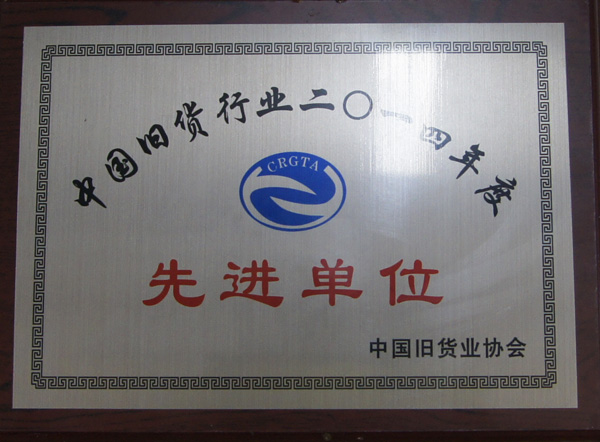 中国旧货行业二〇一四年度
CRGTA
先进单位
中国旧货业协会